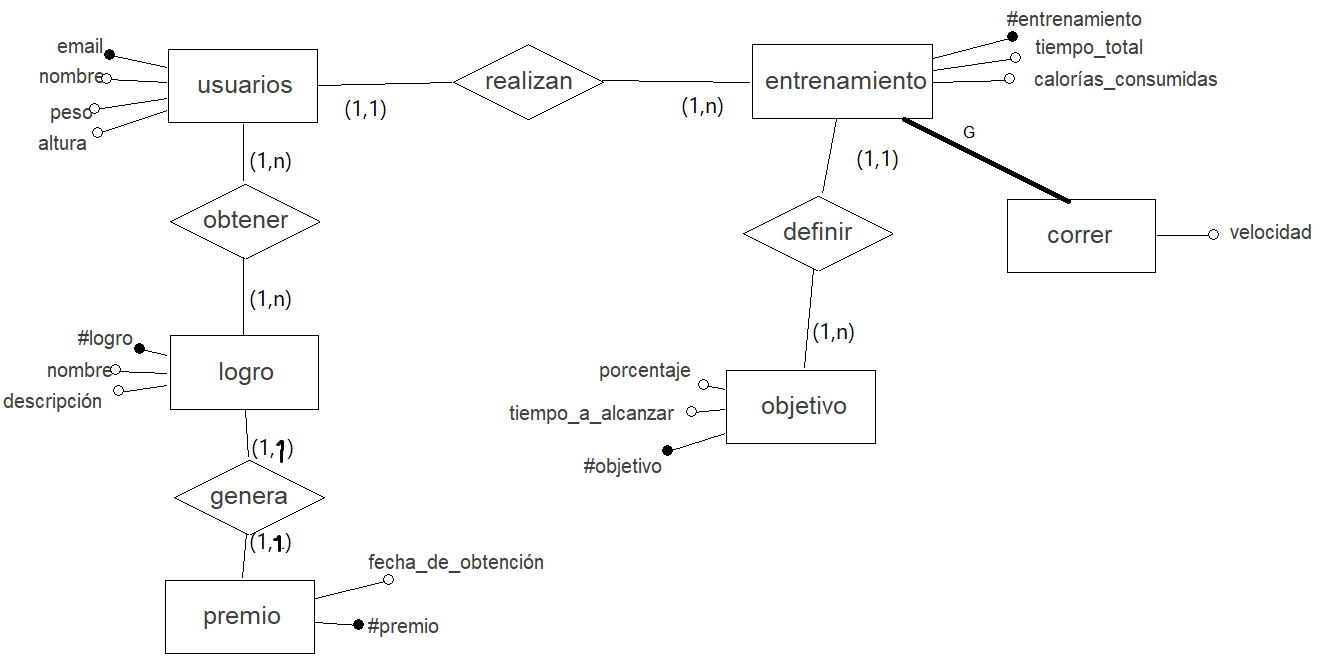 email
nombre
peso
altura
usuarios
(1,1)
realizan
(1,n)
entrenamiento
#entrenamiento
tiempo_total
calorías_consumidas
(1,n)
obtener
(1,n)
(1,1)
G
definir
correr
velocidad
(1,n)
#logro
nombre
descripción
logro
porcentaje
tiempo_a_alcanzar
#objetivo
objetivo
(1,1)
genera
(1,1)
fecha_de_obtención
premio
#premio